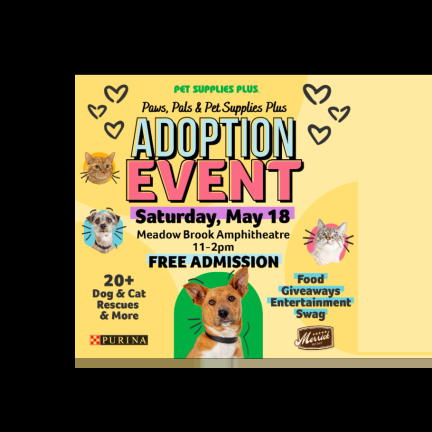 PET SUPPLIES PLUS.
Paws, Pals & Pet Supplies Plus
ADOPTION
EVENT
Saturday, May 18
Meadow Brook Amphitheatre
11-2pm
FREE ADMISSION
20+
Dog & Cat
Rescues
& More
Food
Giveaways
Entertainment
Swag
PURINA
Merrick